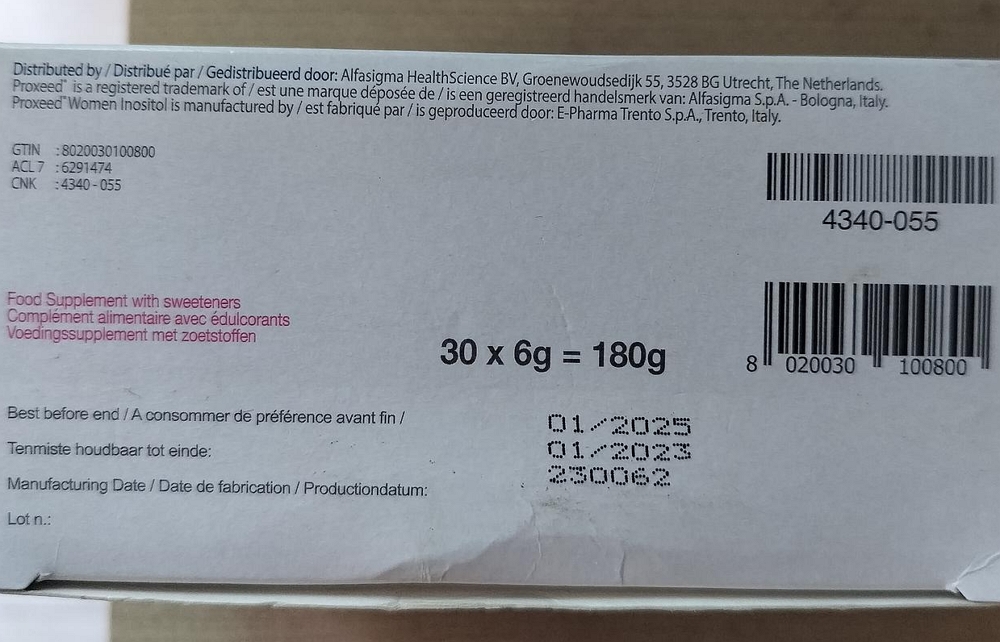 Distributed by / Distribué par / Gedistribueerd door: Alfasigma HealthScience BV, Groenewoudsedijk 55, 3528 BG Utrecht, The Netherlands.
Proxeed™ is a registered trademark of / est une marque déposée de / is een geregistreerd handelsmerk van: Alfasigma S.p.A. - Bologna, Italy.
Proxeed™ Women Inositol is manufactured by / est fabriqué par / is geproduceerd door: E-Pharma Trento S.p.A., Trento, Italy.
GTIN : 8020030100800
ACL 7 : 6291474
CNK : 4340 - 055
4340-055
Food Supplement with sweeteners
Complément alimentaire avec édulcorants
Voedingssupplement met zoetstoffen
30 x 6g = 180g
8 020030 100800
Best before end / A consommer de préférence avant fin /
Tenmiste houdbaar tot einde:
Manufacturing Date / Date de fabrication / Productiondatum:
Lot n.:
01/2025
01/2023
230062